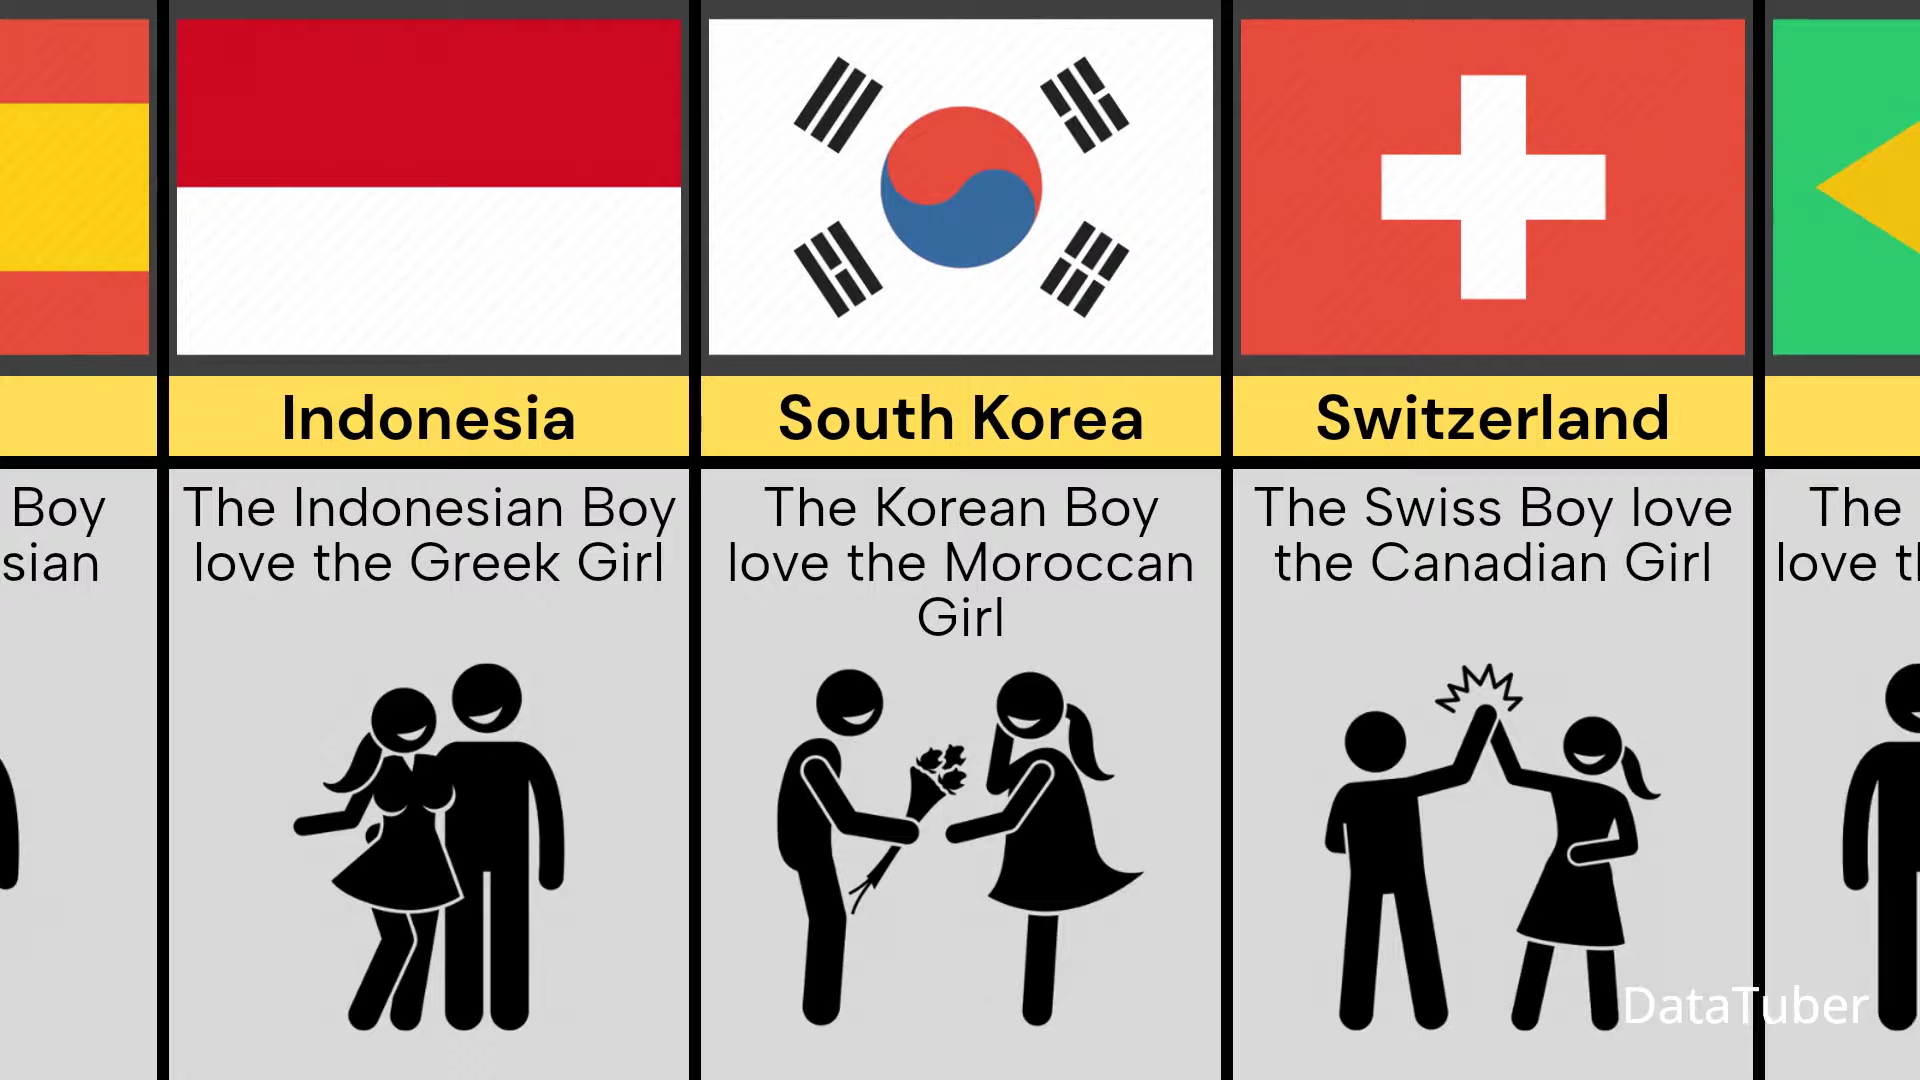 Indonesia
South Korea
Switzerland
Boy
sian
The Indonesian Boy
love the Greek Girl
The Korean Boy
love the Moroccan
Girl
The Swiss Boy love
the Canadian Girl
The
love
DataTuber